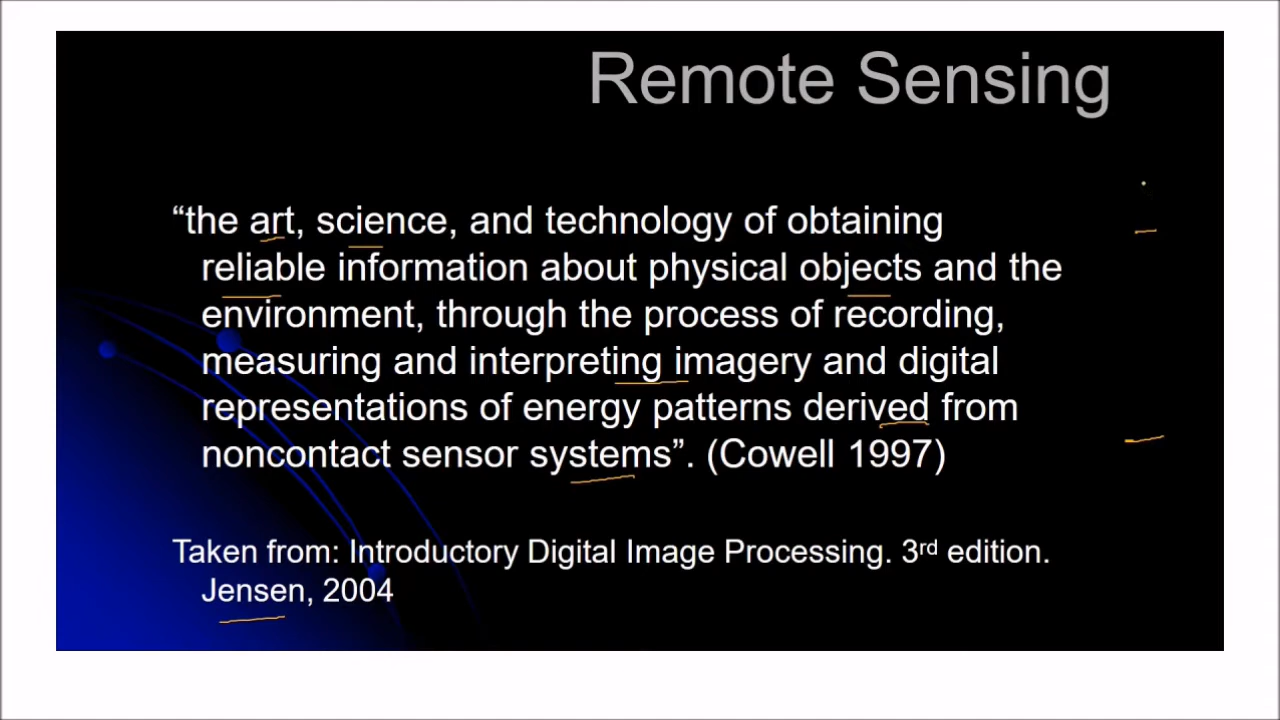 Remote Sensing
“the art, science, and technology of obtaining
reliable information about physical objects and the
environment, through the process of recording,
measuring and interpreting imagery and digital
representations of energy patterns derived from
noncontact sensor systems”. (Cowell 1997)
Taken from: Introductory Digital Image Processing. 3rd edition.
Jensen, 2004